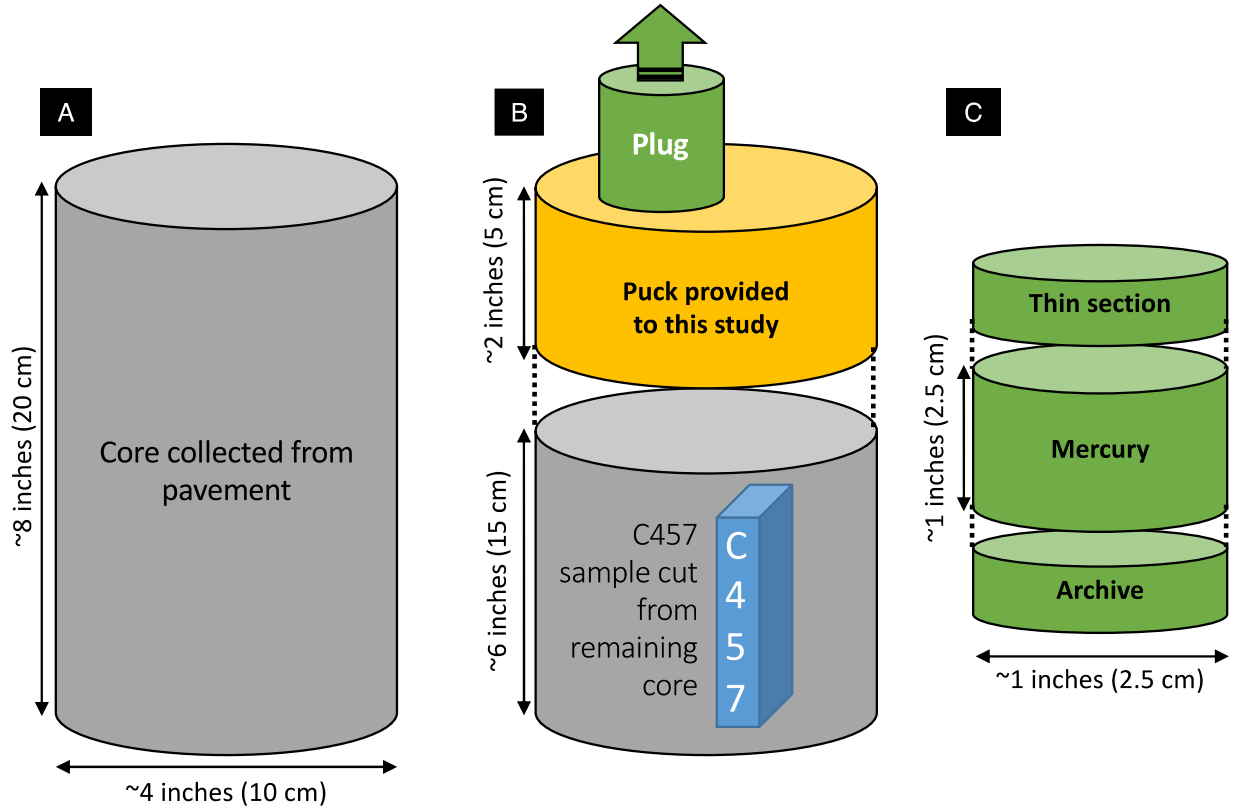 A
~8 inches (20 cm)
Core collected from
pavement
~4 inches (10 cm)
B
Plug
~2 inches (5 cm)
Puck provided
to this study
~6 inches (15 cm)
C457
sample cut
from
remaining
core
C
4
5
7
C
Thin section
~1 inches (2.5 cm)
Mercury
Archive
~1 inches (2.5 cm)